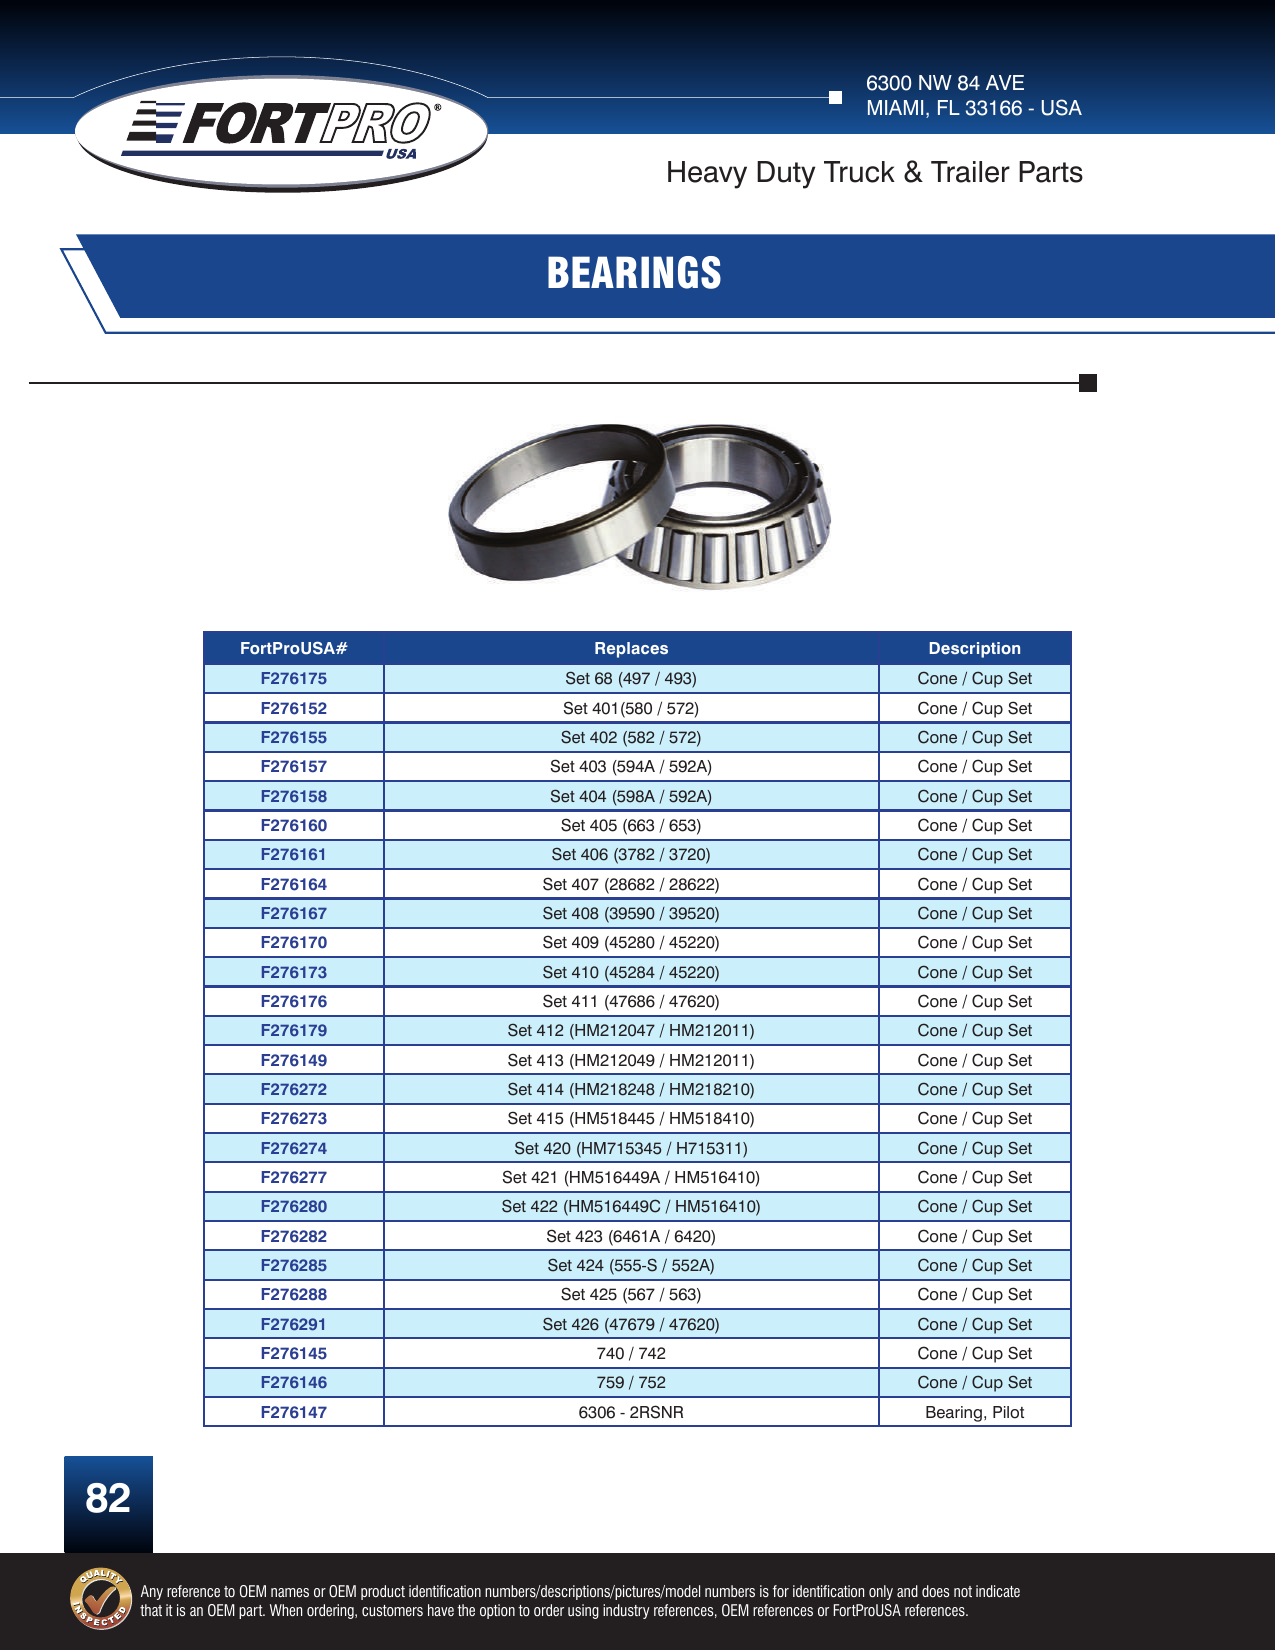 FORTPRO®
USA
6300 NW 84 AVE
MIAMI, FL 33166 - USA
Heavy Duty Truck & Trailer Parts
BEARINGS
FortProUSA# Replaces Description
F276175 Set 68 (497 / 493) Cone / Cup Set
F276152 Set 401(580 / 572) Cone / Cup Set
F276155 Set 402 (582 / 572) Cone / Cup Set
F276157 Set 403 (594A / 592A) Cone / Cup Set
F276158 Set 404 (598A / 592A) Cone / Cup Set
F276160 Set 405 (663 / 653) Cone / Cup Set
F276161 Set 406 (3782 / 3720) Cone / Cup Set
F276164 Set 407 (28682 / 28622) Cone / Cup Set
F276167 Set 408 (39590 / 39520) Cone / Cup Set
F276170 Set 409 (45280 / 45220) Cone / Cup Set
F276173 Set 410 (45284 / 45220) Cone / Cup Set
F276176 Set 411 (47686 / 47620) Cone / Cup Set
F276179 Set 412 (HM212047 / HM212011) Cone / Cup Set
F276149 Set 413 (HM212049 / HM212011) Cone / Cup Set
F276272 Set 414 (HM218248 / HM218210) Cone / Cup Set
F276273 Set 415 (HM518445 / HM518410) Cone / Cup Set
F276274 Set 420 (HM715345 / H715311) Cone / Cup Set
F276277 Set 421 (HM516449A / HM516410) Cone / Cup Set
F276280 Set 422 (HM516449C / HM516410) Cone / Cup Set
F276282 Set 423 (6461A / 6420) Cone / Cup Set
F276285 Set 424 (555-S / 552A) Cone / Cup Set
F276288 Set 425 (567 / 563) Cone / Cup Set
F276291 Set 426 (47679 / 47620) Cone / Cup Set
F276145 740 / 742 Cone / Cup Set
F276146 759 / 752 Cone / Cup Set
F276147 6306 - 2RSNR Bearing, Pilot
82
QUALITY
INSPECTED
Any reference to OEM names or OEM product identification numbers/descriptions/pictures/model numbers is for identification only and does not indicate
that it is an OEM part. When ordering, customers have the option to order using industry references, OEM references or FortProUSA references.